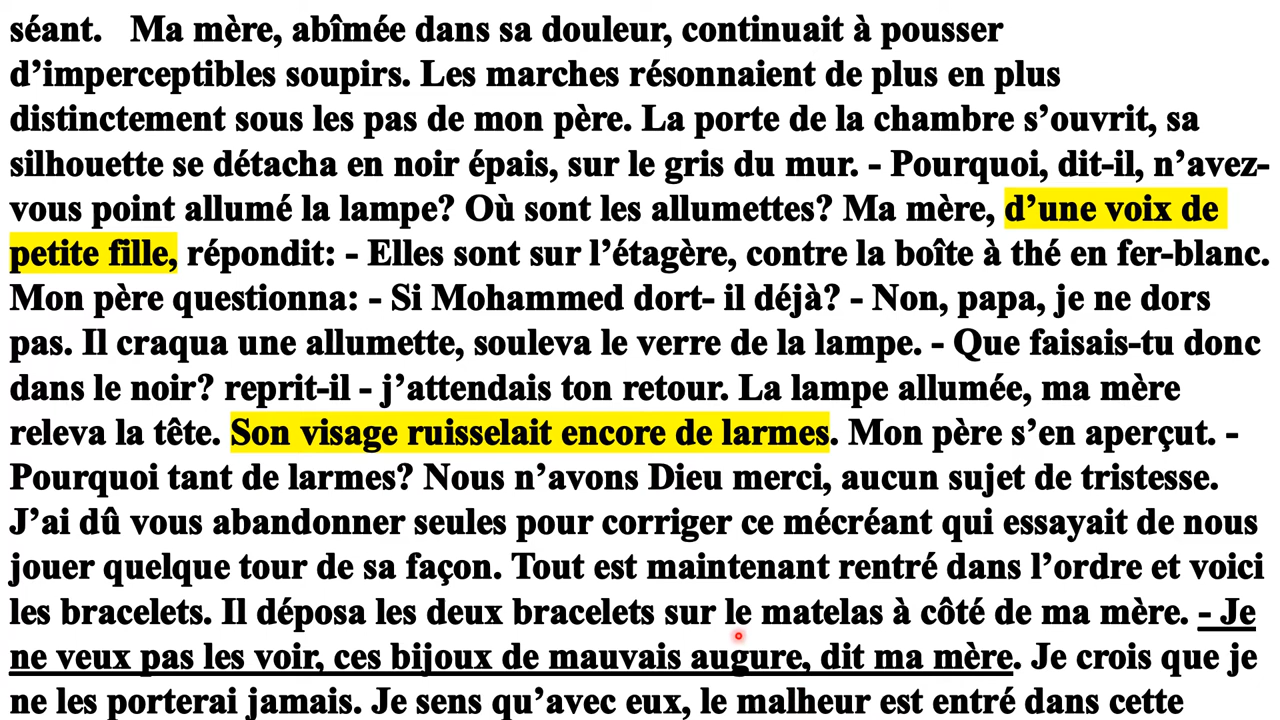 séant.   Ma mère, abîmée dans sa douleur, continuait à pousser
d’imperceptibles soupirs. Les marches résonnaient de plus en plus
distinctement sous les pas de mon père. La porte de la chambre s’ouvrit, sa
silhouette se détacha en noir épais, sur le gris du mur. - Pourquoi, dit-il, n’avez-
vous point allumé la lampe? Où sont les allumettes? Ma mère, d’une voix de
petite fille, répondit: - Elles sont sur l’étagère, contre la boîte à thé en fer-blanc.
Mon père questionna: - Si Mohammed dort- il déjà? - Non, papa, je ne dors
pas. Il craqua une allumette, souleva le verre de la lampe. - Que faisais-tu donc
dans le noir? reprit-il - j’attendais ton retour. La lampe allumée, ma mère
releva la tête. Son visage ruisselait encore de larmes. Mon père s’en aperçut. -
Pourquoi tant de larmes? Nous n’avons Dieu merci, aucun sujet de tristesse.
J’ai dû vous abandonner seules pour corriger ce mécréant qui essayait de nous
jouer quelque tour de sa façon. Tout est maintenant rentré dans l’ordre et voici
les bracelets. Il déposa les deux bracelets sur le matelas à côté de ma mère. - Je
ne veux pas les voir, ces bijoux de mauvais augure, dit ma mère. Je crois que je
ne les porterai jamais. Je sens qu’avec eux, le malheur est entré dans cette